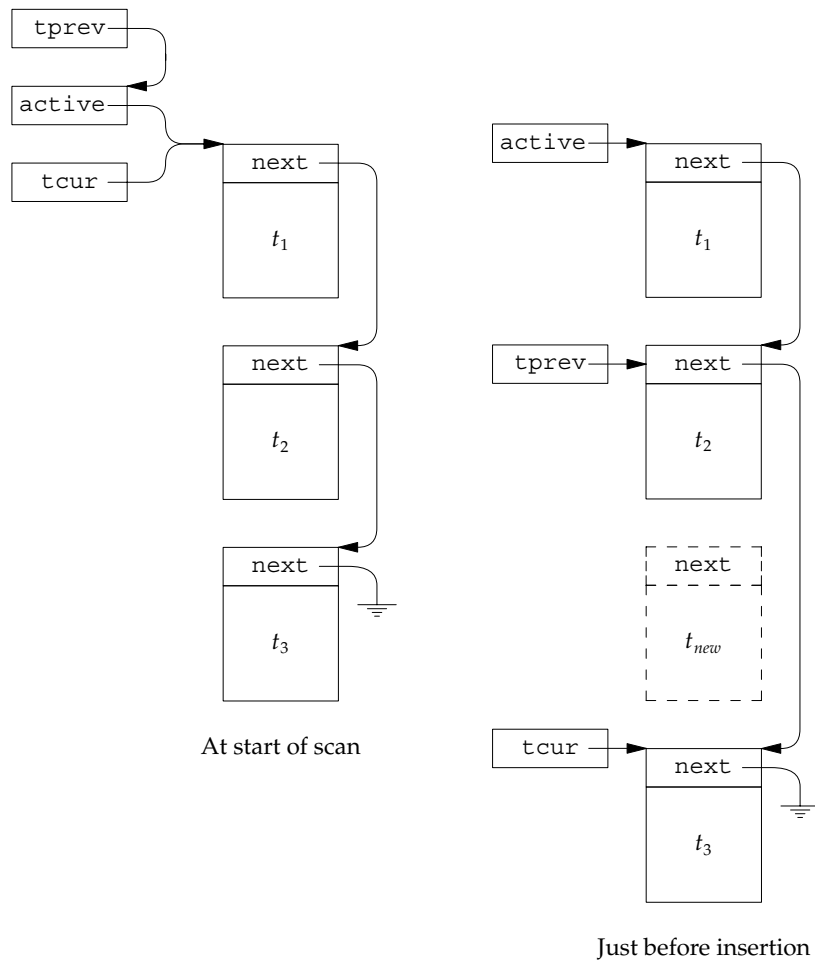 tprev
active
tcur
next
t1
next
t2
next
t3
At start of scan
active
next
t1
tprev
next
t2
next
tnew
tcur
next
t3
Just before insertion